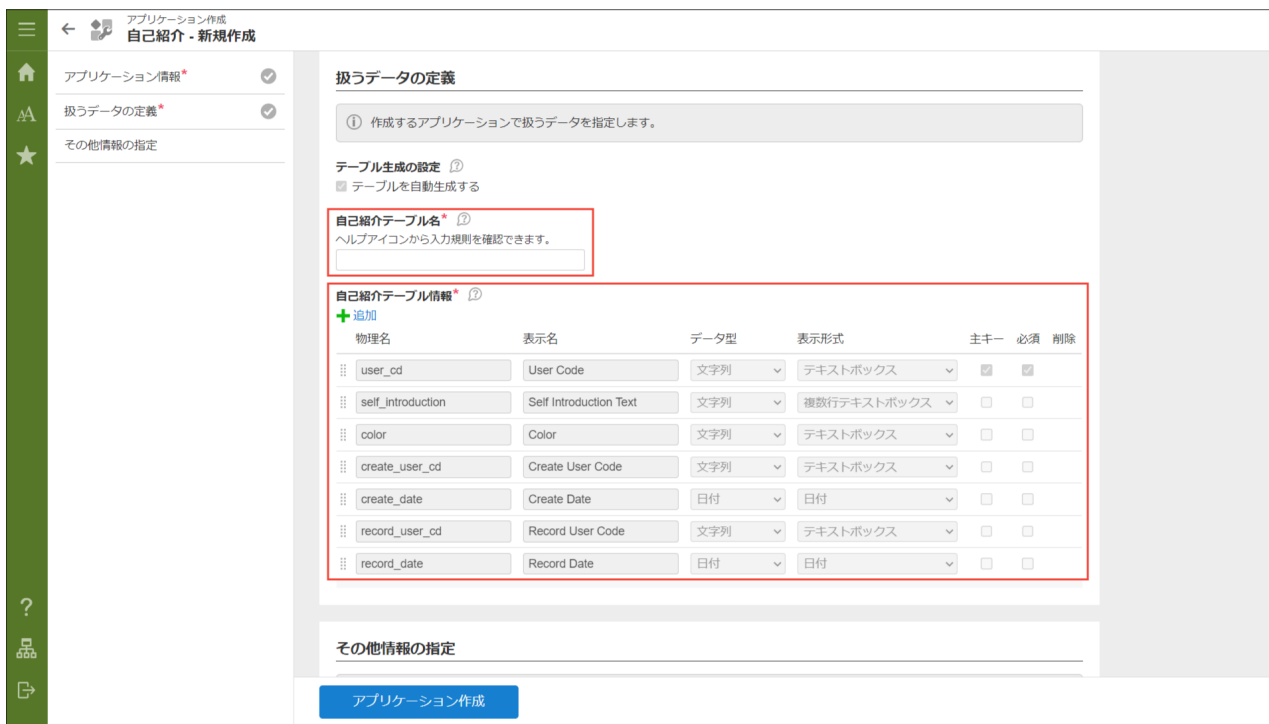 アプリケーション作成
自己紹介 - 新規作成
アプリケーション情報*
扱うデータの定義*
その他情報の指定
扱うデータの定義
作成するアプリケーションで扱うデータを指定します。
テーブル生成の設定
テーブルを自動生成する
自己紹介テーブル名*
ヘルプアイコンから入力規則を確認できます。
自己紹介テーブル情報*
追加
物理名 表示名 データ型 表示形式 主キー 必須 削除
user_cd User Code 文字列 テキストボックス
self_introduction Self Introduction Text 文字列 複数行テキストボックス
color Color 文字列 テキストボックス
create_user_cd Create User Code 文字列 テキストボックス
create_date Create Date 日付 日付
record_user_cd Record User Code 文字列 テキストボックス
record_date Record Date 日付 日付
その他情報の指定
アプリケーション作成